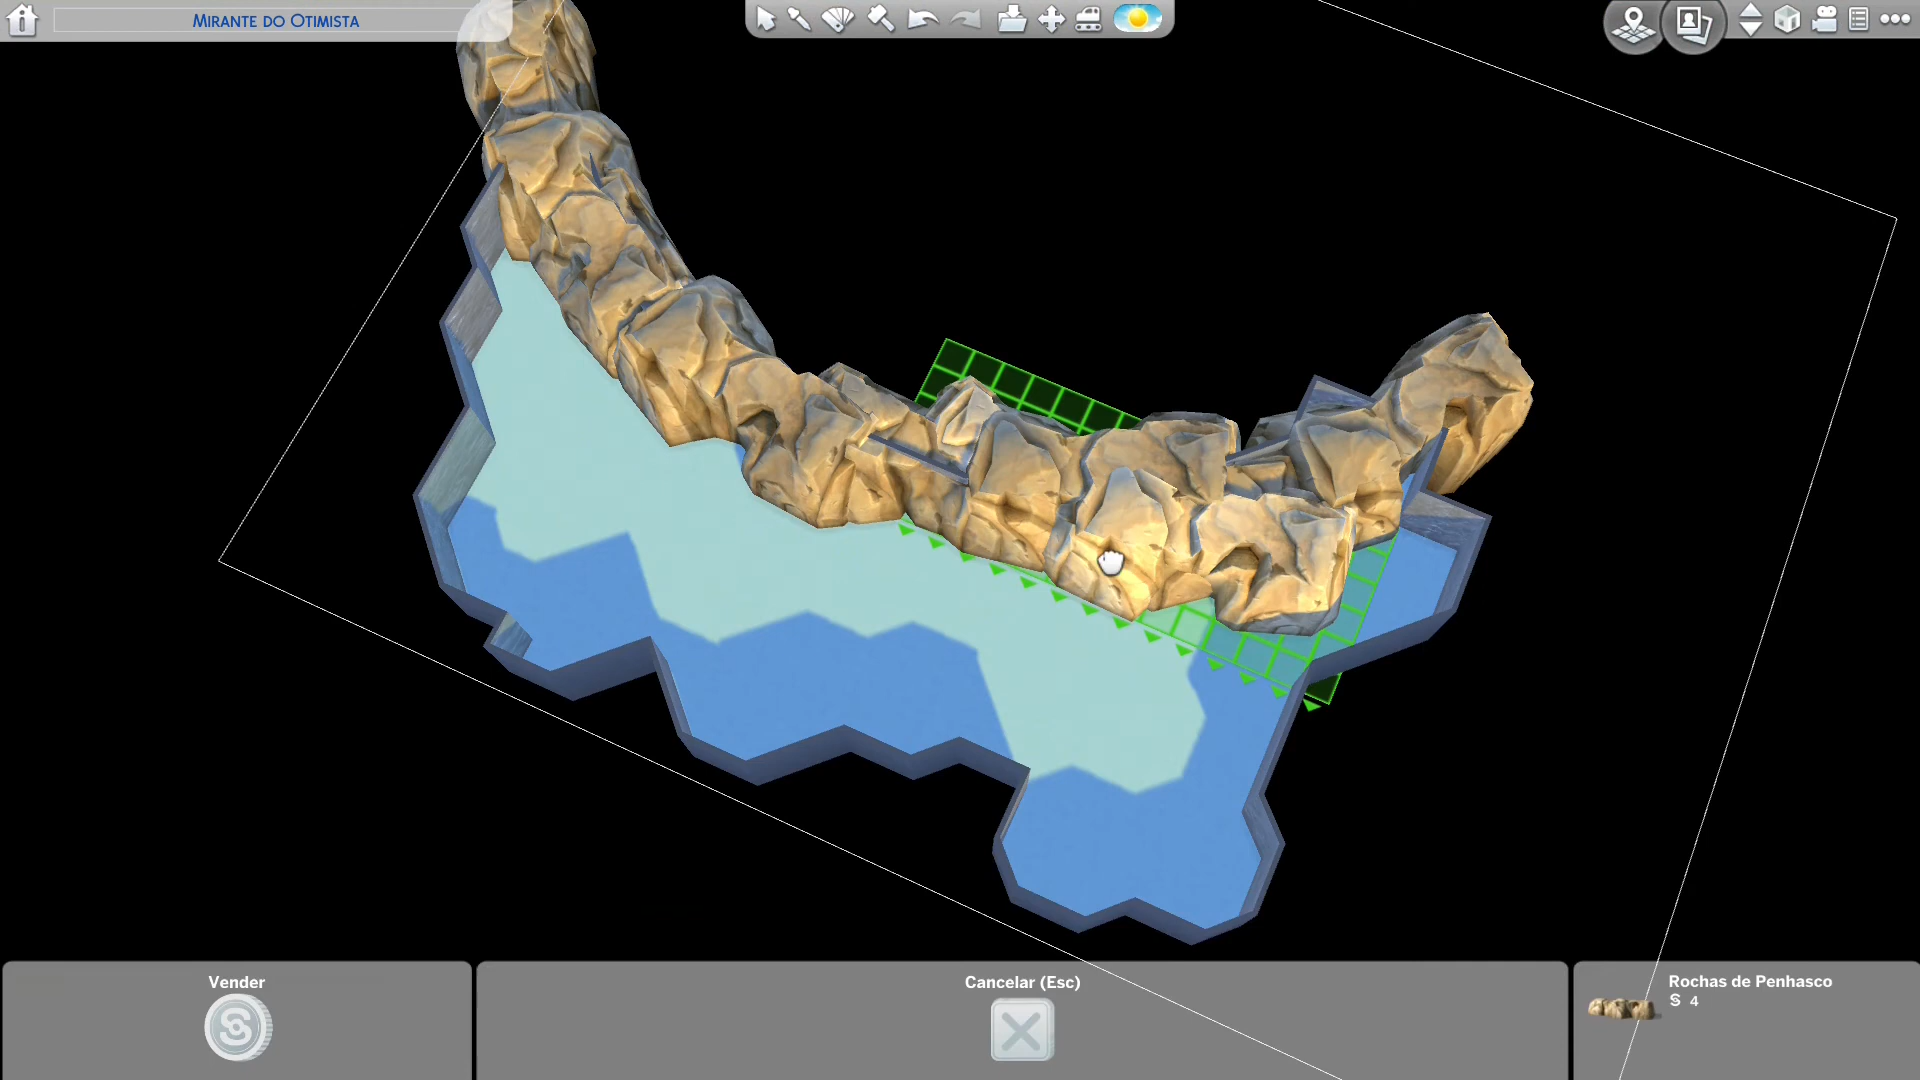 Mirante do Otimista
Vender
Cancelar (Esc)
Rochas de Penhasco
§ 4